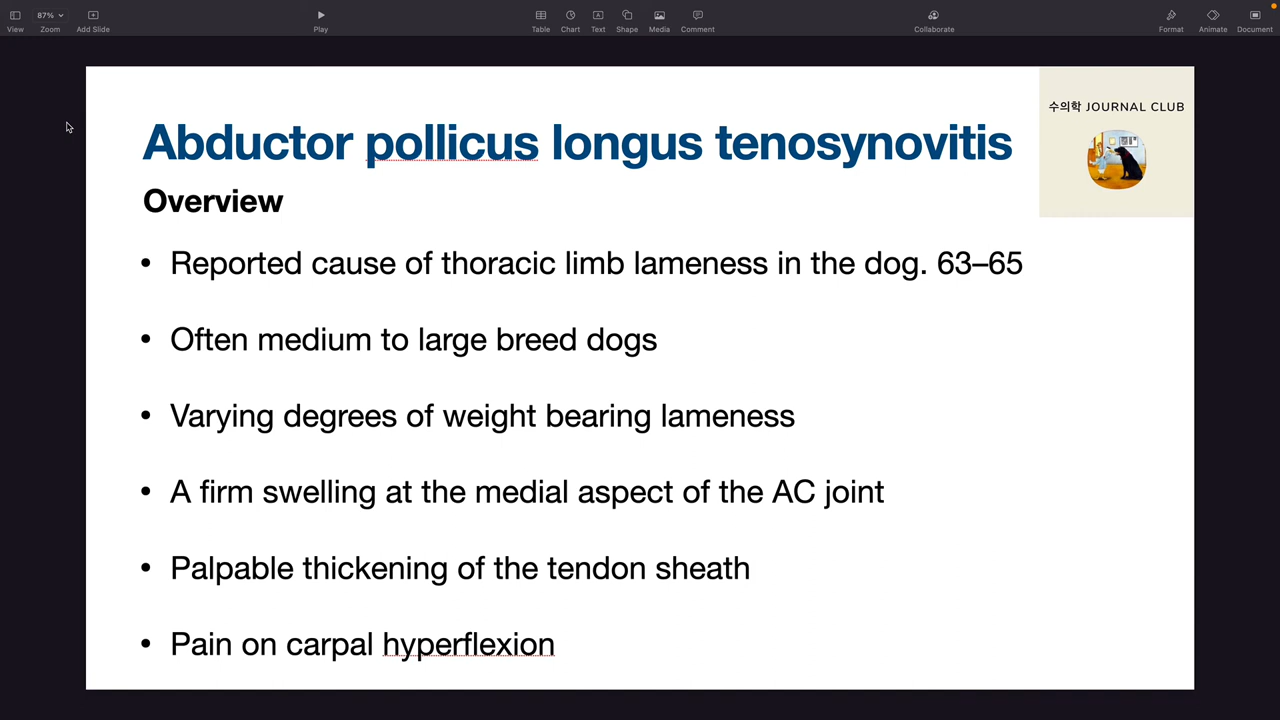 87%
View
Zoom
Add Slide
Play
Table
Chart
Text
Shape
Media
Comment
Collaborate
Format
Animate
Document
수의학 JOURNAL CLUB
Abductor pollicus longus tenosynovitis
Overview
• Reported cause of thoracic limb lameness in the dog. 63–65
• Often medium to large breed dogs
• Varying degrees of weight bearing lameness
• A firm swelling at the medial aspect of the AC joint
• Palpable thickening of the tendon sheath
• Pain on carpal hyperflexion